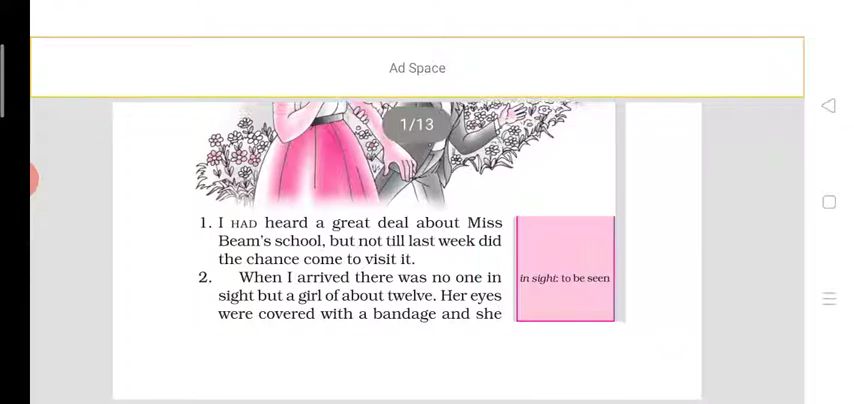 Ad Space
1/13
1. I HAD heard a great deal about Miss
Beam's school, but not till last week did
the chance come to visit it.
2. When I arrived there was no one in
sight but a girl of about twelve. Her eyes
were covered with a bandage and she
in sight: to be seen